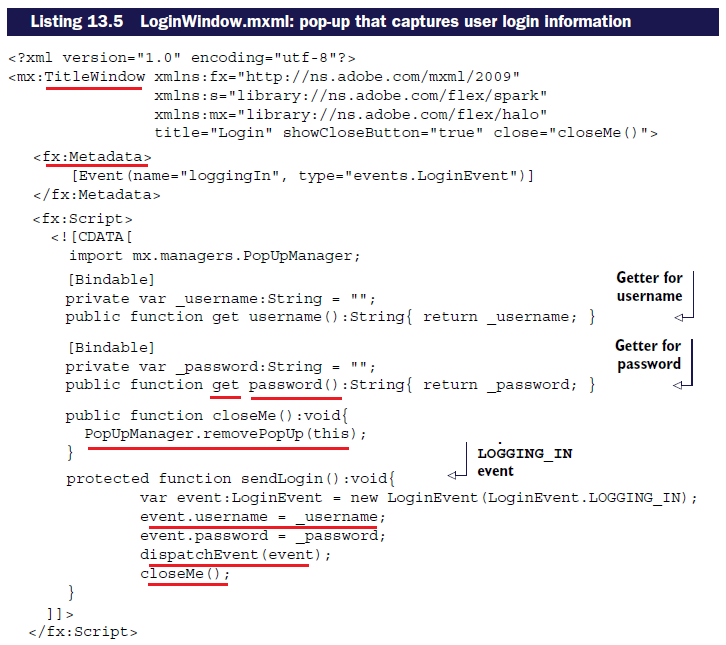 Listing 13.5 LoginWindow.mxml: pop-up that captures user login information
<?xml version="1.0" encoding="utf-8"?>
<mx:TitleWindow xmlns:fx="http://ns.adobe.com/mxml/2009"
xmlns:s="library://ns.adobe.com/flex/spark"
xmlns:mx="library://ns.adobe.com/flex/halo"
title="Login" showCloseButton="true" close="closeMe()">
<fx:Metadata>
[Event(name="loggingIn", type="events.LoginEvent")]
</fx:Metadata>
<fx:Script>
<![CDATA[
import mx.managers.PopUpManager;
[Bindable]
private var _username:String = "";
public function get username():String{ return _username; }
Getter for
username
[Bindable]
private var _password:String = "";
public function get password():String{ return _password; }
Getter for
password
public function closeMe():void{
PopUpManager.removePopUp(this);
}
LOGGING_IN
event
protected function sendLogin():void{
var event:LoginEvent = new LoginEvent(LoginEvent.LOGGING_IN);
event.username = _username;
event.password = _password;
dispatchEvent(event);
closeMe();
}
]]>
</fx:Script>